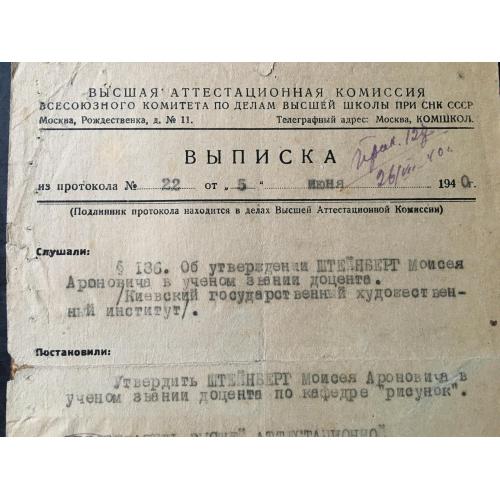 ВЫСШАЯ АТТЕСТАЦИОННАЯ КОМИССИЯ
ВСЕСОЮЗНОГО КОМИТЕТА ПО ДЕЛАМ ВЫСШЕЙ ШКОЛЫ ПРИ СНК СССР
Москва, Рождественка, д. № 11. Телеграфный адрес: Москва, КОМШКОЛ.
ВЫПИСКА
из протокола № 22 от „5“ июня 1940г.
(Подлинник протокола находится в делах Высшей Аттестационной Комиссии)
Слушали:
§ 136. Об утверждении ШТЕЙНБЕРГ Моисея
Ароновича в ученом звании доцента.
/Киевский государственный художествен-
ный институт/.
Постановили:
Утвердить ШТЕЙНБЕРГ Моисея Ароновича в
ученом звании доцента по кафедре "рисунок".
ВЫСШЕЙ АТТЕСТАЦИОННОЙ